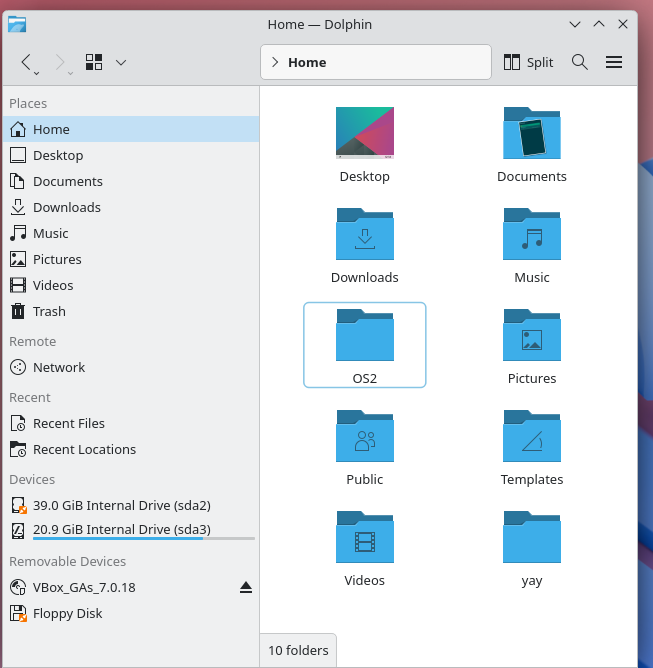 Home — Dolphin
Home
Split
Places
Home
Desktop
Documents
Downloads
Music
Pictures
Videos
Trash
Remote
Network
Recent
Recent Files
Recent Locations
Devices
39.0 GiB Internal Drive (sda2)
20.9 GiB Internal Drive (sda3)
Removable Devices
VBox_GAs_7.0.18
Floppy Disk
Desktop
Documents
Downloads
Music
OS2
Pictures
Public
Templates
Videos
yay
10 folders